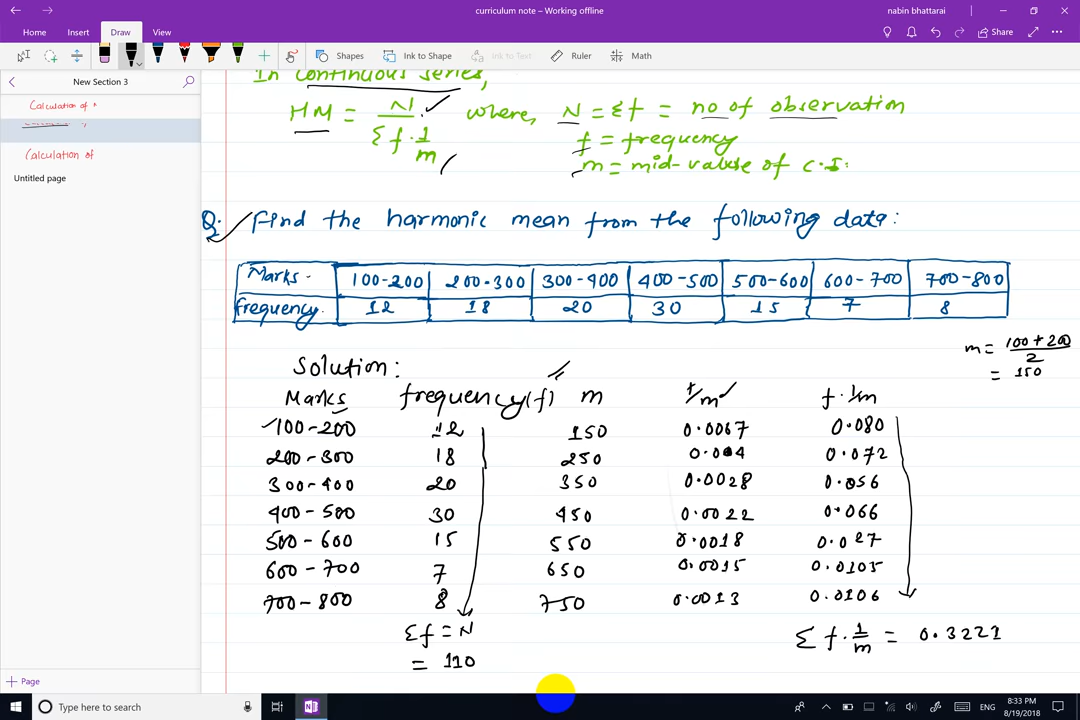 curriculum note – Working offline
nabin bhattarai
Home Insert Draw View
Share
Shapes Ink to Shape Ink to Text Ruler Math
New Section 3
Calculation of
Calculation of
Untitled page
Page
In continuous series,
HM = N / Σf.1/m where, N = Σf = no of observation
f = frequency
m = mid-value of c.I.
Q. Find the harmonic mean from the following data:
Marks. 100-200 200-300 300-400 400-500 500-600 600-700 700-800
frequency. 12 18 20 30 15 7 8
m = 100+200 / 2
= 150
Solution:
Marks frequency(f) m 1/m f.1/m
100-200 12 150 0.0067 0.080
200-300 18 250 0.004 0.072
300-400 20 350 0.0028 0.056
400-500 30 450 0.0022 0.066
500-600 15 550 0.0018 0.027
600-700 7 650 0.0015 0.0105
700-800 8 750 0.0013 0.0106
Σf = N
= 110
Σ f.1/m = 0.3221
Type here to search
ENG
8:33 PM
8/19/2018